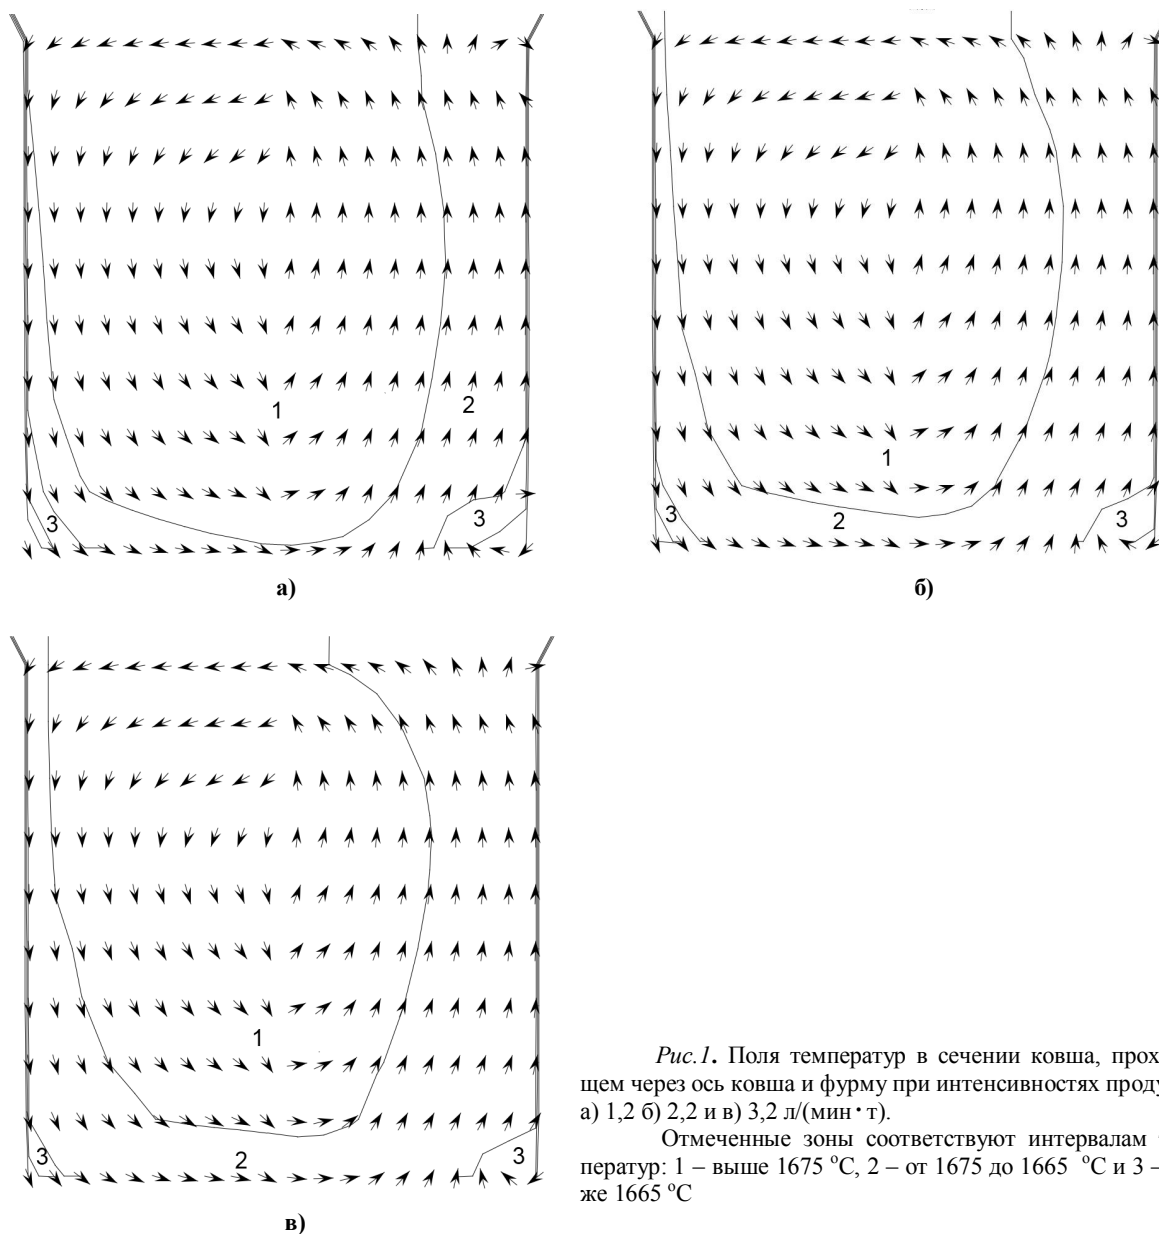 1
2
3
3
а)
1
2
3
3
б)
1
2
3
3
в)
Рис.1. Поля температур в сечении ковша,
щем через ось ковша и фурму при интенсивностях
а) 1,2 б) 2,2 и в) 3,2 л/(мин·т).
Отмеченные зоны соответствуют интервалам
ператур: 1 – выше 1675 °С, 2 – от 1675 до 1665 °С и 3 –
же 1665 °С